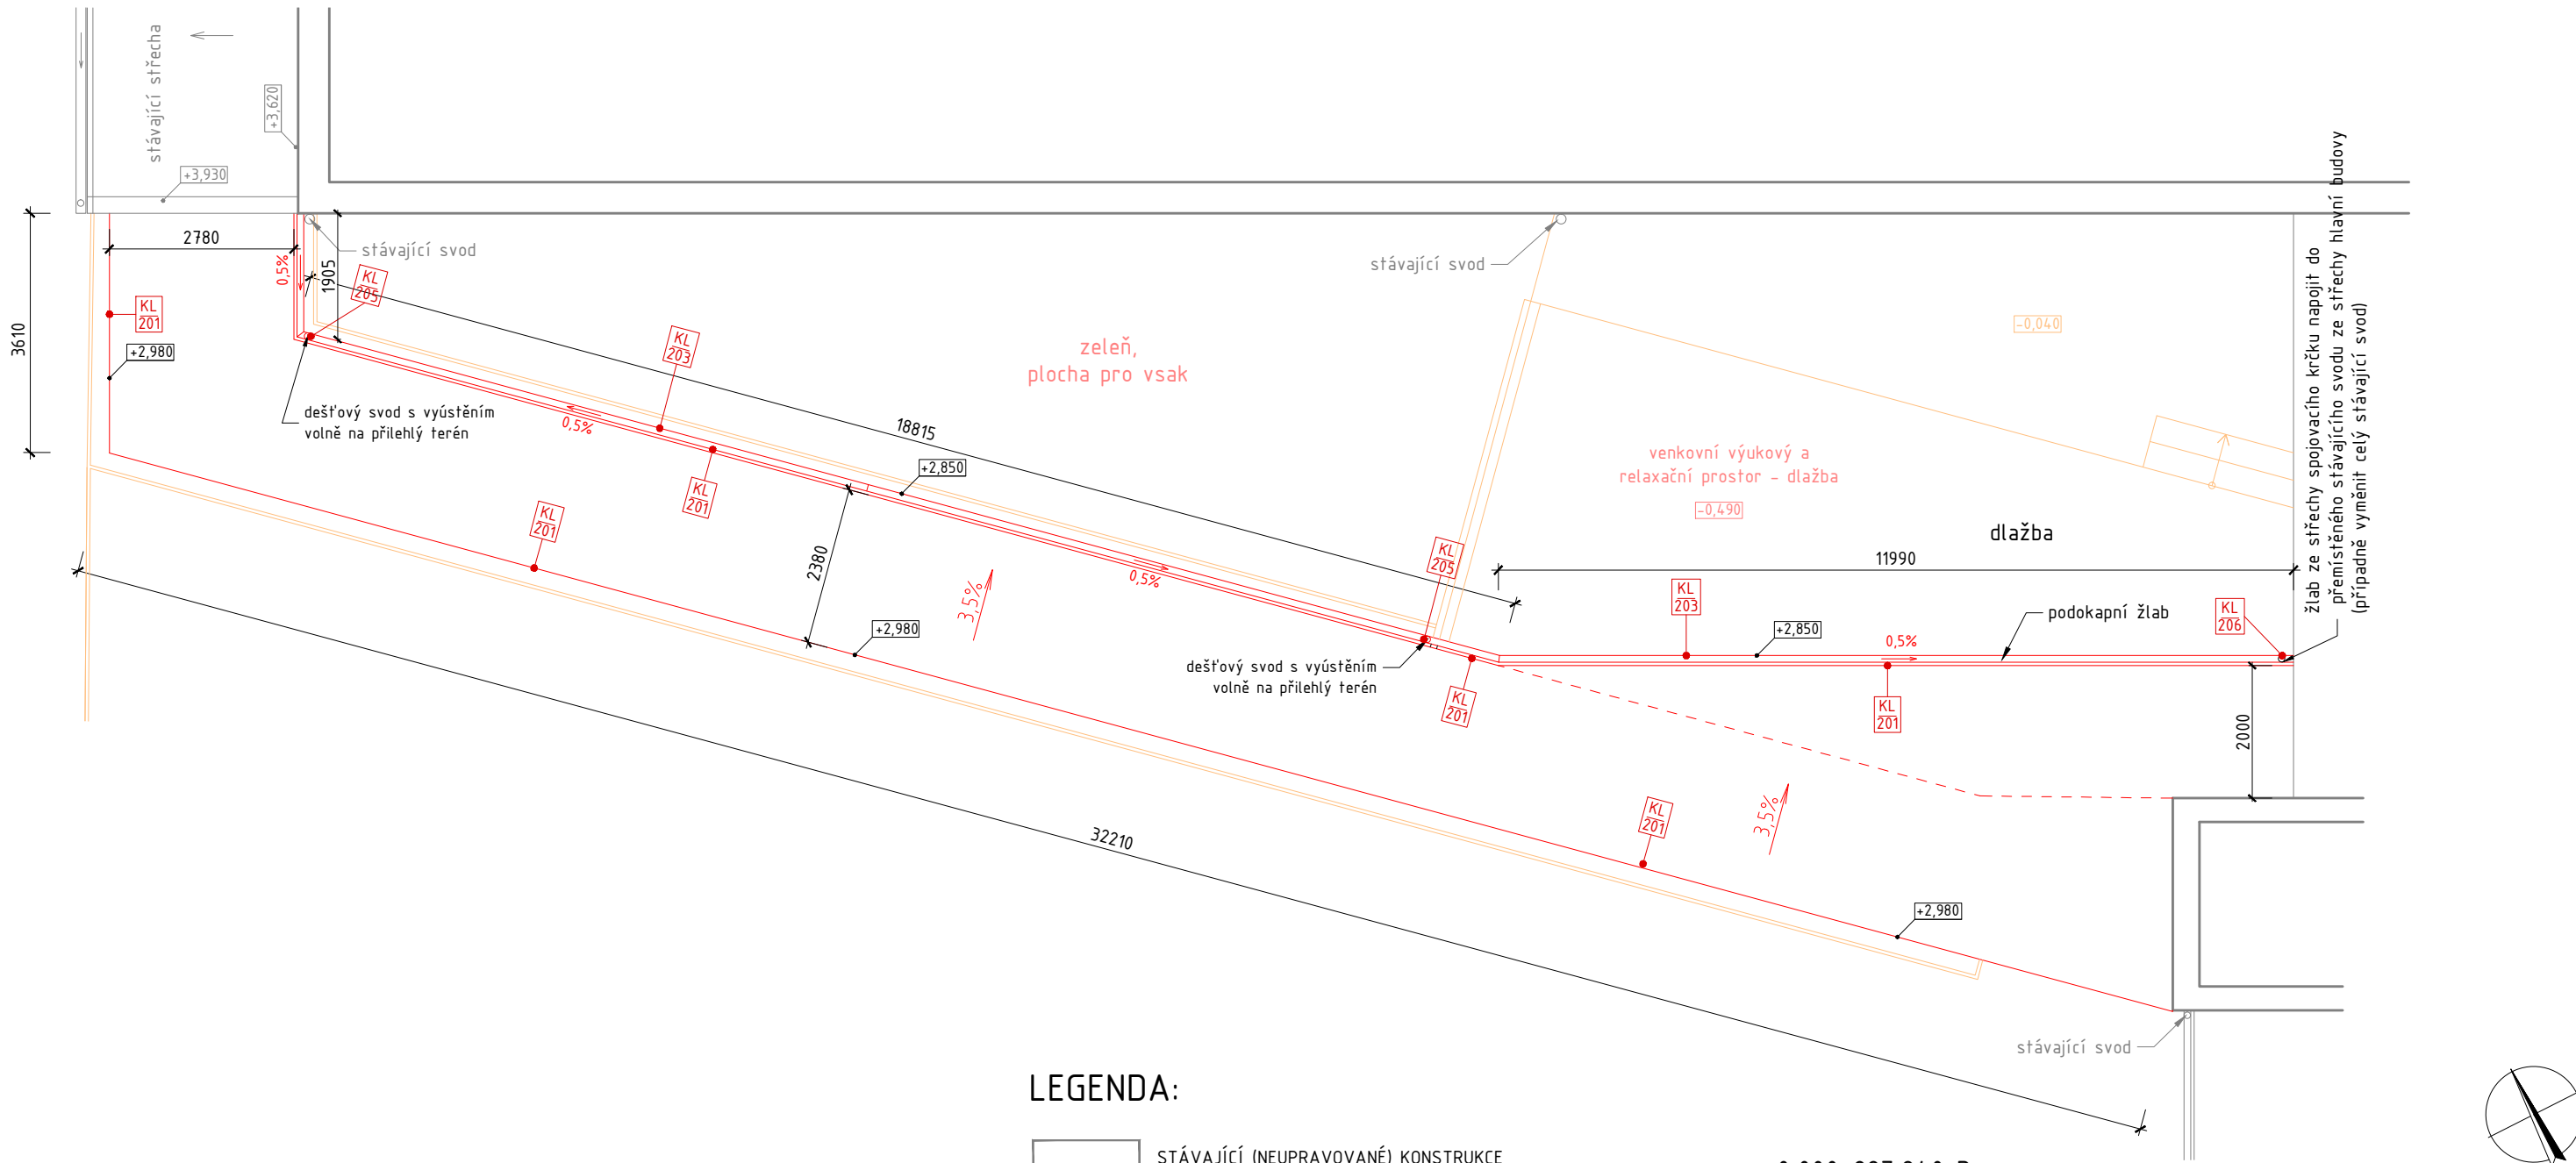 stávající střecha
+3,620
+3,930
2780
stávající svod
0,5%
1905
KL
205
KL
201
3610
+2,980
dešťový svod s vyústěním
volně na přilehlý terén
KL
203
0,5%
KL
201
18815
+2,850
zeleň,
plocha pro vsak
stávající svod
-0,040
venkovní výukový a
relaxační prostor - dlažba
-0,490
dlažba
11990
žlab ze střechy spojovacího krčku napojit do
přemístěného stávajícího svodu ze střechy hlavní budovy
(případně vyměnit celý stávající svod)
KL
201
2380
3,5%
0,5%
KL
205
KL
203
+2,850
0,5%
podokapní žlab
KL
206
+2,980
dešťový svod s vyústěním
volně na přilehlý terén
KL
201
KL
201
2000
32210
KL
201
3,5%
+2,980
stávající svod
LEGENDA:
STÁVAJÍCÍ (NEUPRAVOVANÉ) KONSTRUKCE